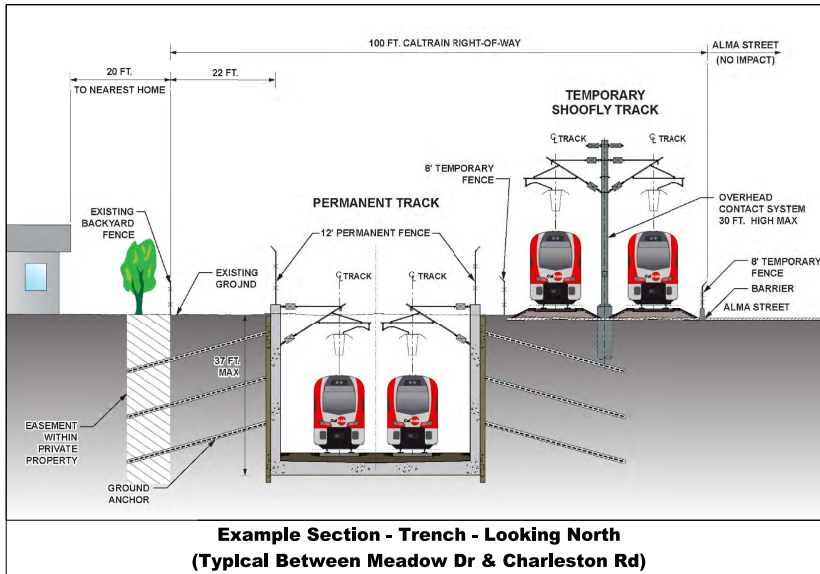 100 FT. CALTRAIN RIGHT-OF-WAY
ALMA STREET
(NO IMPACT)
20 FT.
TO NEAREST HOME
22 FT.
TEMPORARY
SHOOFLY TRACK
℄ TRACK
℄ TRACK
8' TEMPORARY
FENCE
PERMANENT TRACK
OVERHEAD
CONTACT SYSTEM
30 FT. HIGH MAX
EXISTING
BACKYARD
FENCE
12' PERMANENT FENCE
EXISTING
GROUND
℄ TRACK
℄ TRACK
8' TEMPORARY
FENCE
BARRIER
ALMA STREET
37 FT.
MAX
EASEMENT
WITHIN
PRIVATE
PROPERTY
GROUND
ANCHOR
Example Section - Trench - Looking North
(Typical Between Meadow Dr & Charleston Rd)